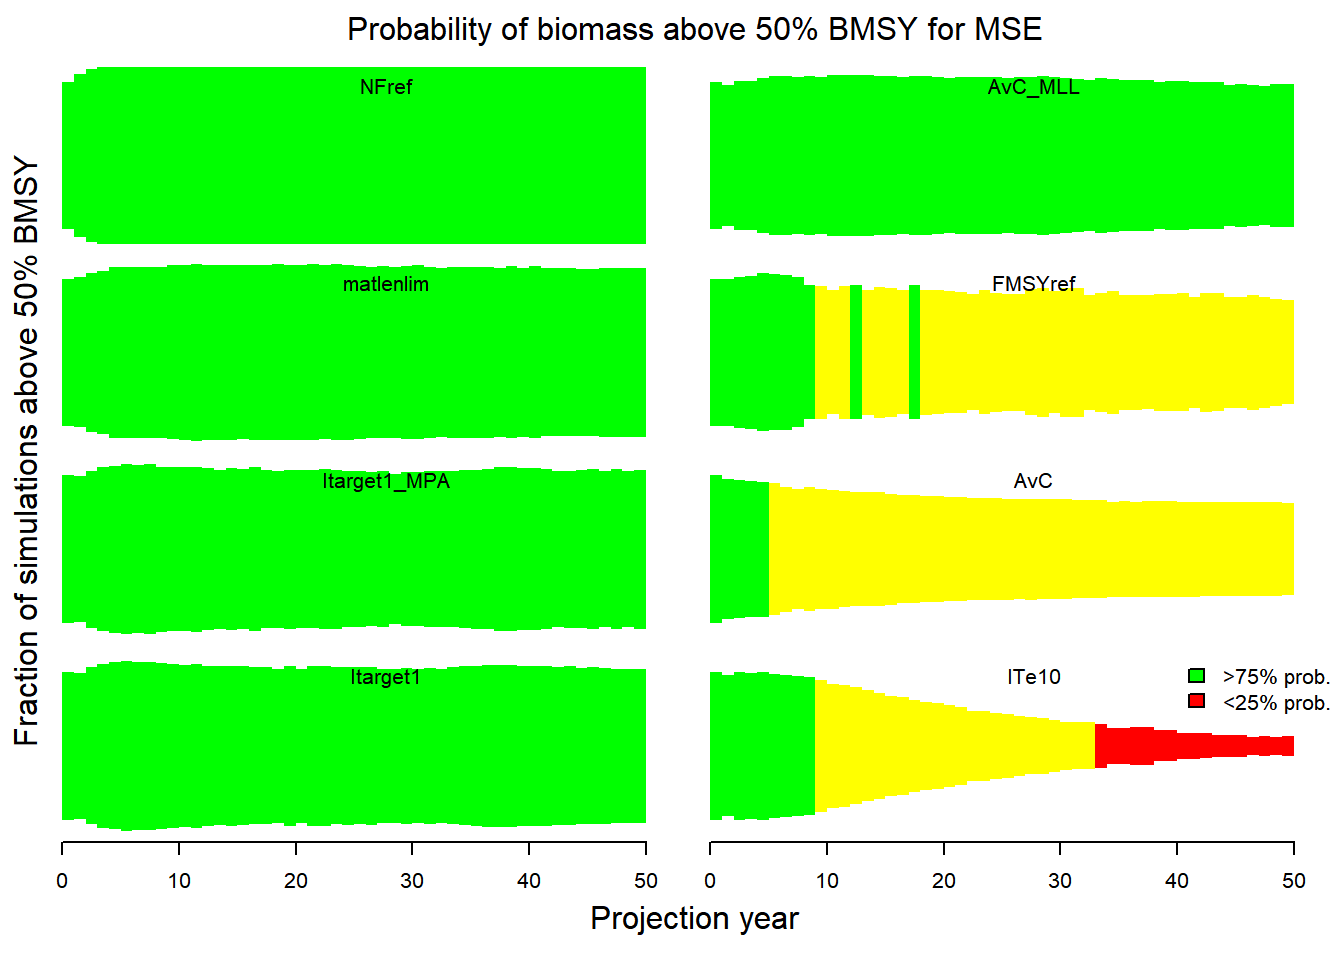 Probability of biomass above 50% BMSY for MSE
Fraction of simulations above 50% BMSY
NFref
matlenlim
Itarget1_MPA
Itarget1
0 10 20 30 40 50
AvC_MLL
FMSYref
AvC
ITe10
>75% prob.
<25% prob.
0 10 20 30 40 50
Projection year